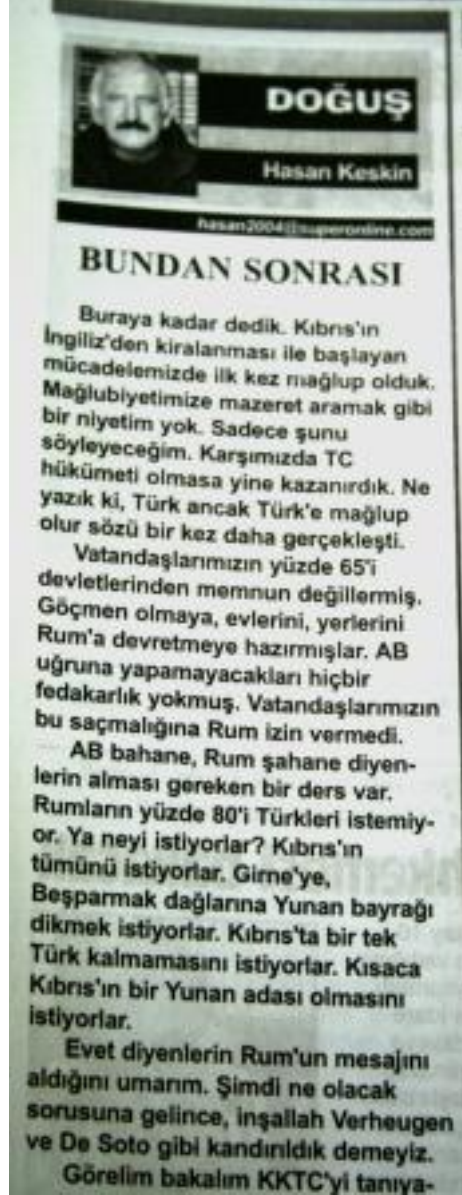 DOĞUŞ
Hasan Keskin
hasan2004@superonline.com
BUNDAN SONRASI
Buraya kadar dedik. Kıbrıs'ın
İngiliz'den kiralanması ile başlayan
mücadelemizde ilk kez mağlup olduk.
Mağlubiyetimize mazeret aramak gibi
bir niyetim yok. Sadece şunu
söyleyeceğim. Karşımızda TC
hükümeti olmasa yine kazanırdık. Ne
yazık ki, Türk ancak Türk'e mağlup
olur sözü bir kez daha gerçekleşti.
Vatandaşlarımızın yüzde 65'i
devletlerinden memnun değillermiş.
Göçmen olmaya, evlerini, yerlerini
Rum'a devretmeye hazırmışlar. AB
uğruna yapamayacakları hiçbir
fedakarlık yokmuş. Vatandaşlarımızın
bu saçmalığına Rum izin vermedi.
AB bahane, Rum şahane diyen-
lerin alması gereken bir ders var.
Rumların yüzde 80'i Türkleri istemiy-
or. Ya neyi istiyorlar? Kıbrıs'ın
tümünü istiyorlar. Girne'ye,
Beşparmak dağlarına Yunan bayrağı
dikmek istiyorlar. Kıbrıs'ta bir tek
Türk kalmamasını istiyorlar. Kısaca
Kıbrıs'ın bir Yunan adası olmasını
istiyorlar.
Evet diyenlerin Rum'un mesajını
aldığını umarım. Şimdi ne olacak
sorusuna gelince, inşallah Verheugen
ve De Soto gibi kandırıldık demeyiz.
Görelim bakalım KKTC'yi tanıya-